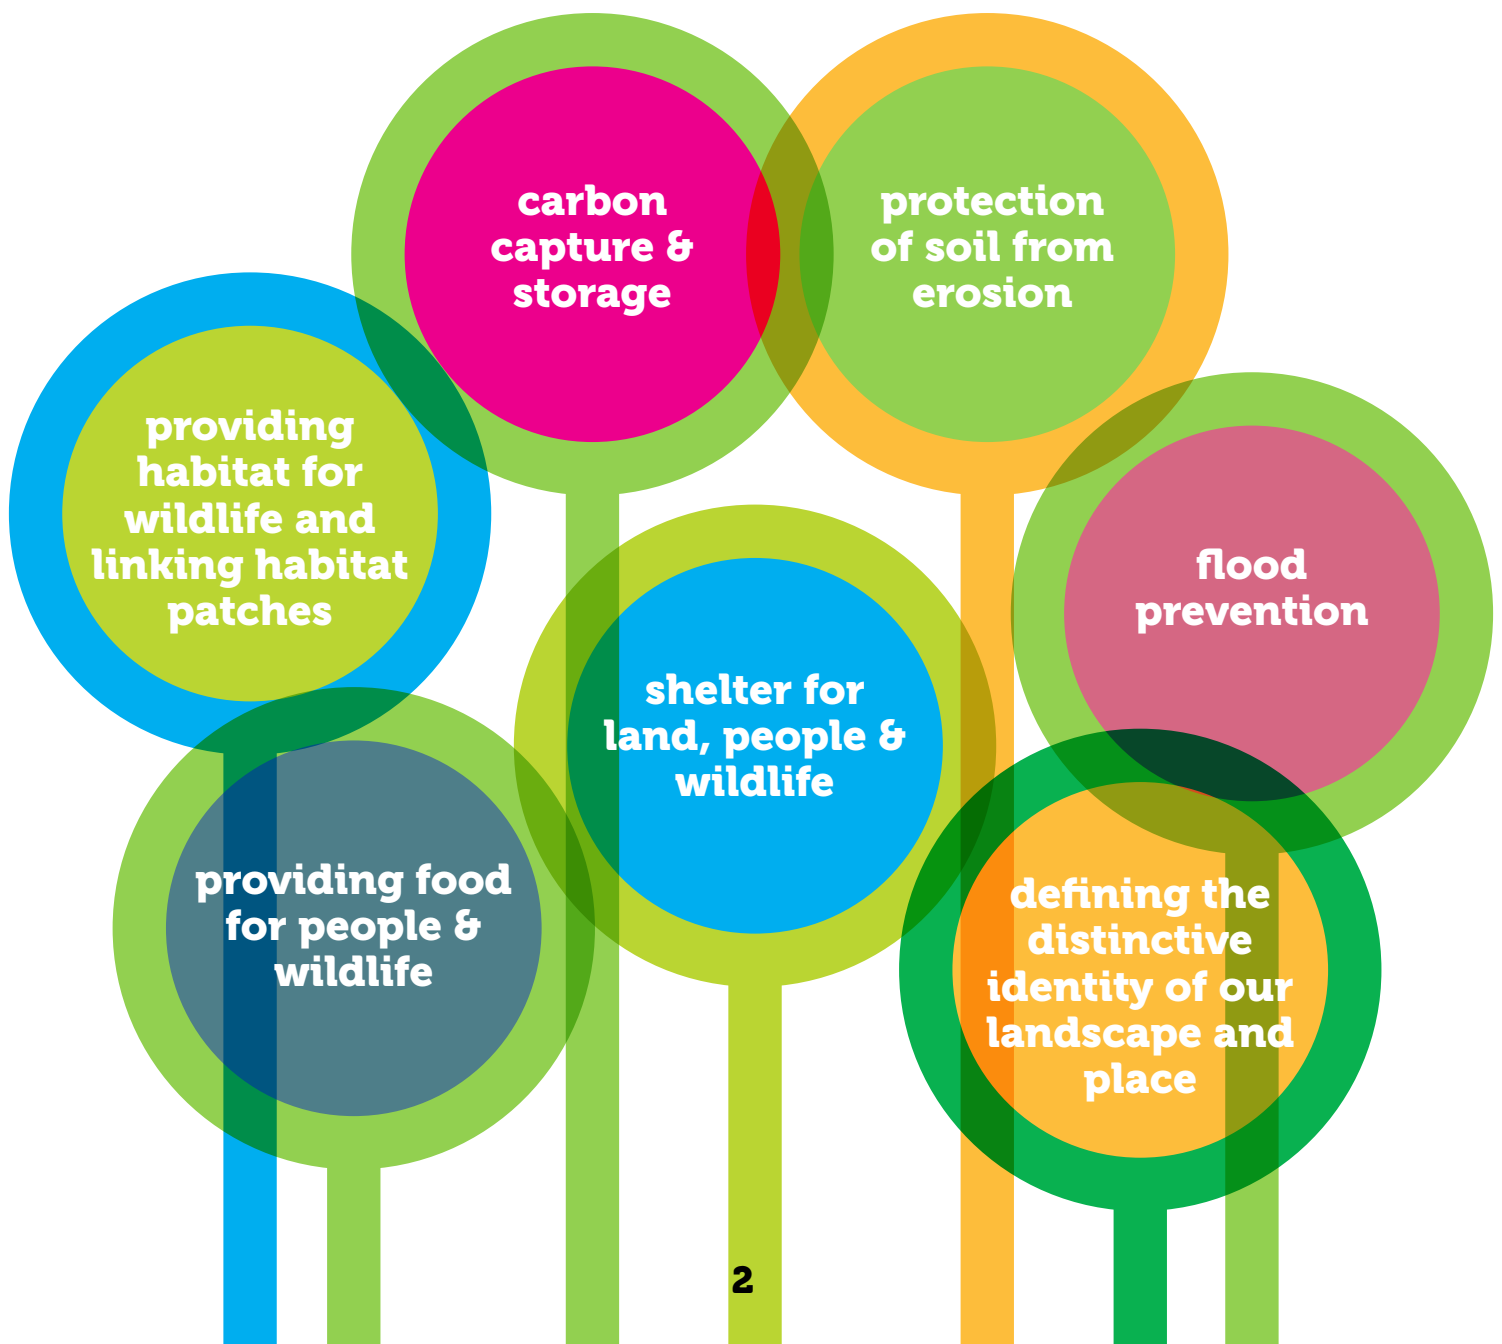 carbon
capture &
storage
protection
of soil from
erosion
providing
habitat for
wildlife and
linking habitat
patches
flood
prevention
shelter for
land, people &
wildlife
providing food
for people &
wildlife
defining the
distinctive
identity of our
landscape and
place
2